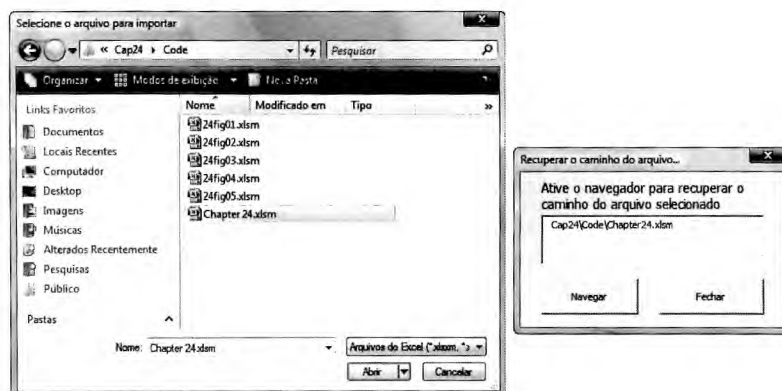 Selecione o arquivo para importar
« Cap24 › Code
Pesquisar
Organizar
Modos de exibição
Nova Pasta
Links Favoritos
Documentos
Locais Recentes
Computador
Desktop
Imagens
Músicas
Alterados Recentemente
Pesquisas
Público
Pastas
Nome Modificado em Tipo »
24fig01.xlsm
24fig02.xlsm
24fig03.xlsm
24fig04.xlsm
24fig05.xlsm
Chapter 24.xlsm
Nome: Chapter 24.xlsm
Arquivos do Excel
Abrir
Cancelar
Recuperar o caminho do arquivo...
Ative o navegador para recuperar o
caminho do arquivo selecionado
Cap24\Code\Chapter24.xlsm
Navegar
Fechar